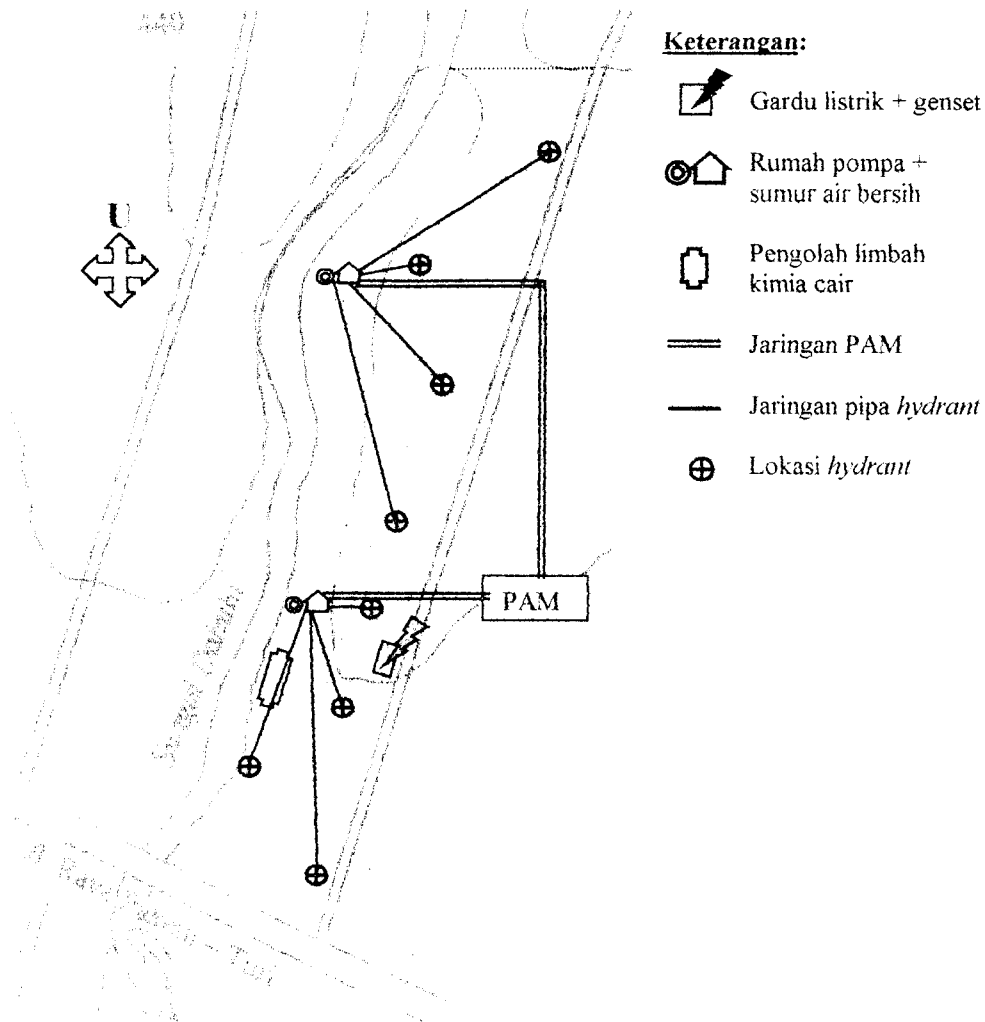 Keterangan:
Gardu listrik + genset
Rumah pompa +
sumur air bersih
Pengolah limbah
kimia cair
Jaringan PAM
Jaringan pipa hydrant
Lokasi hydrant
U
PAM